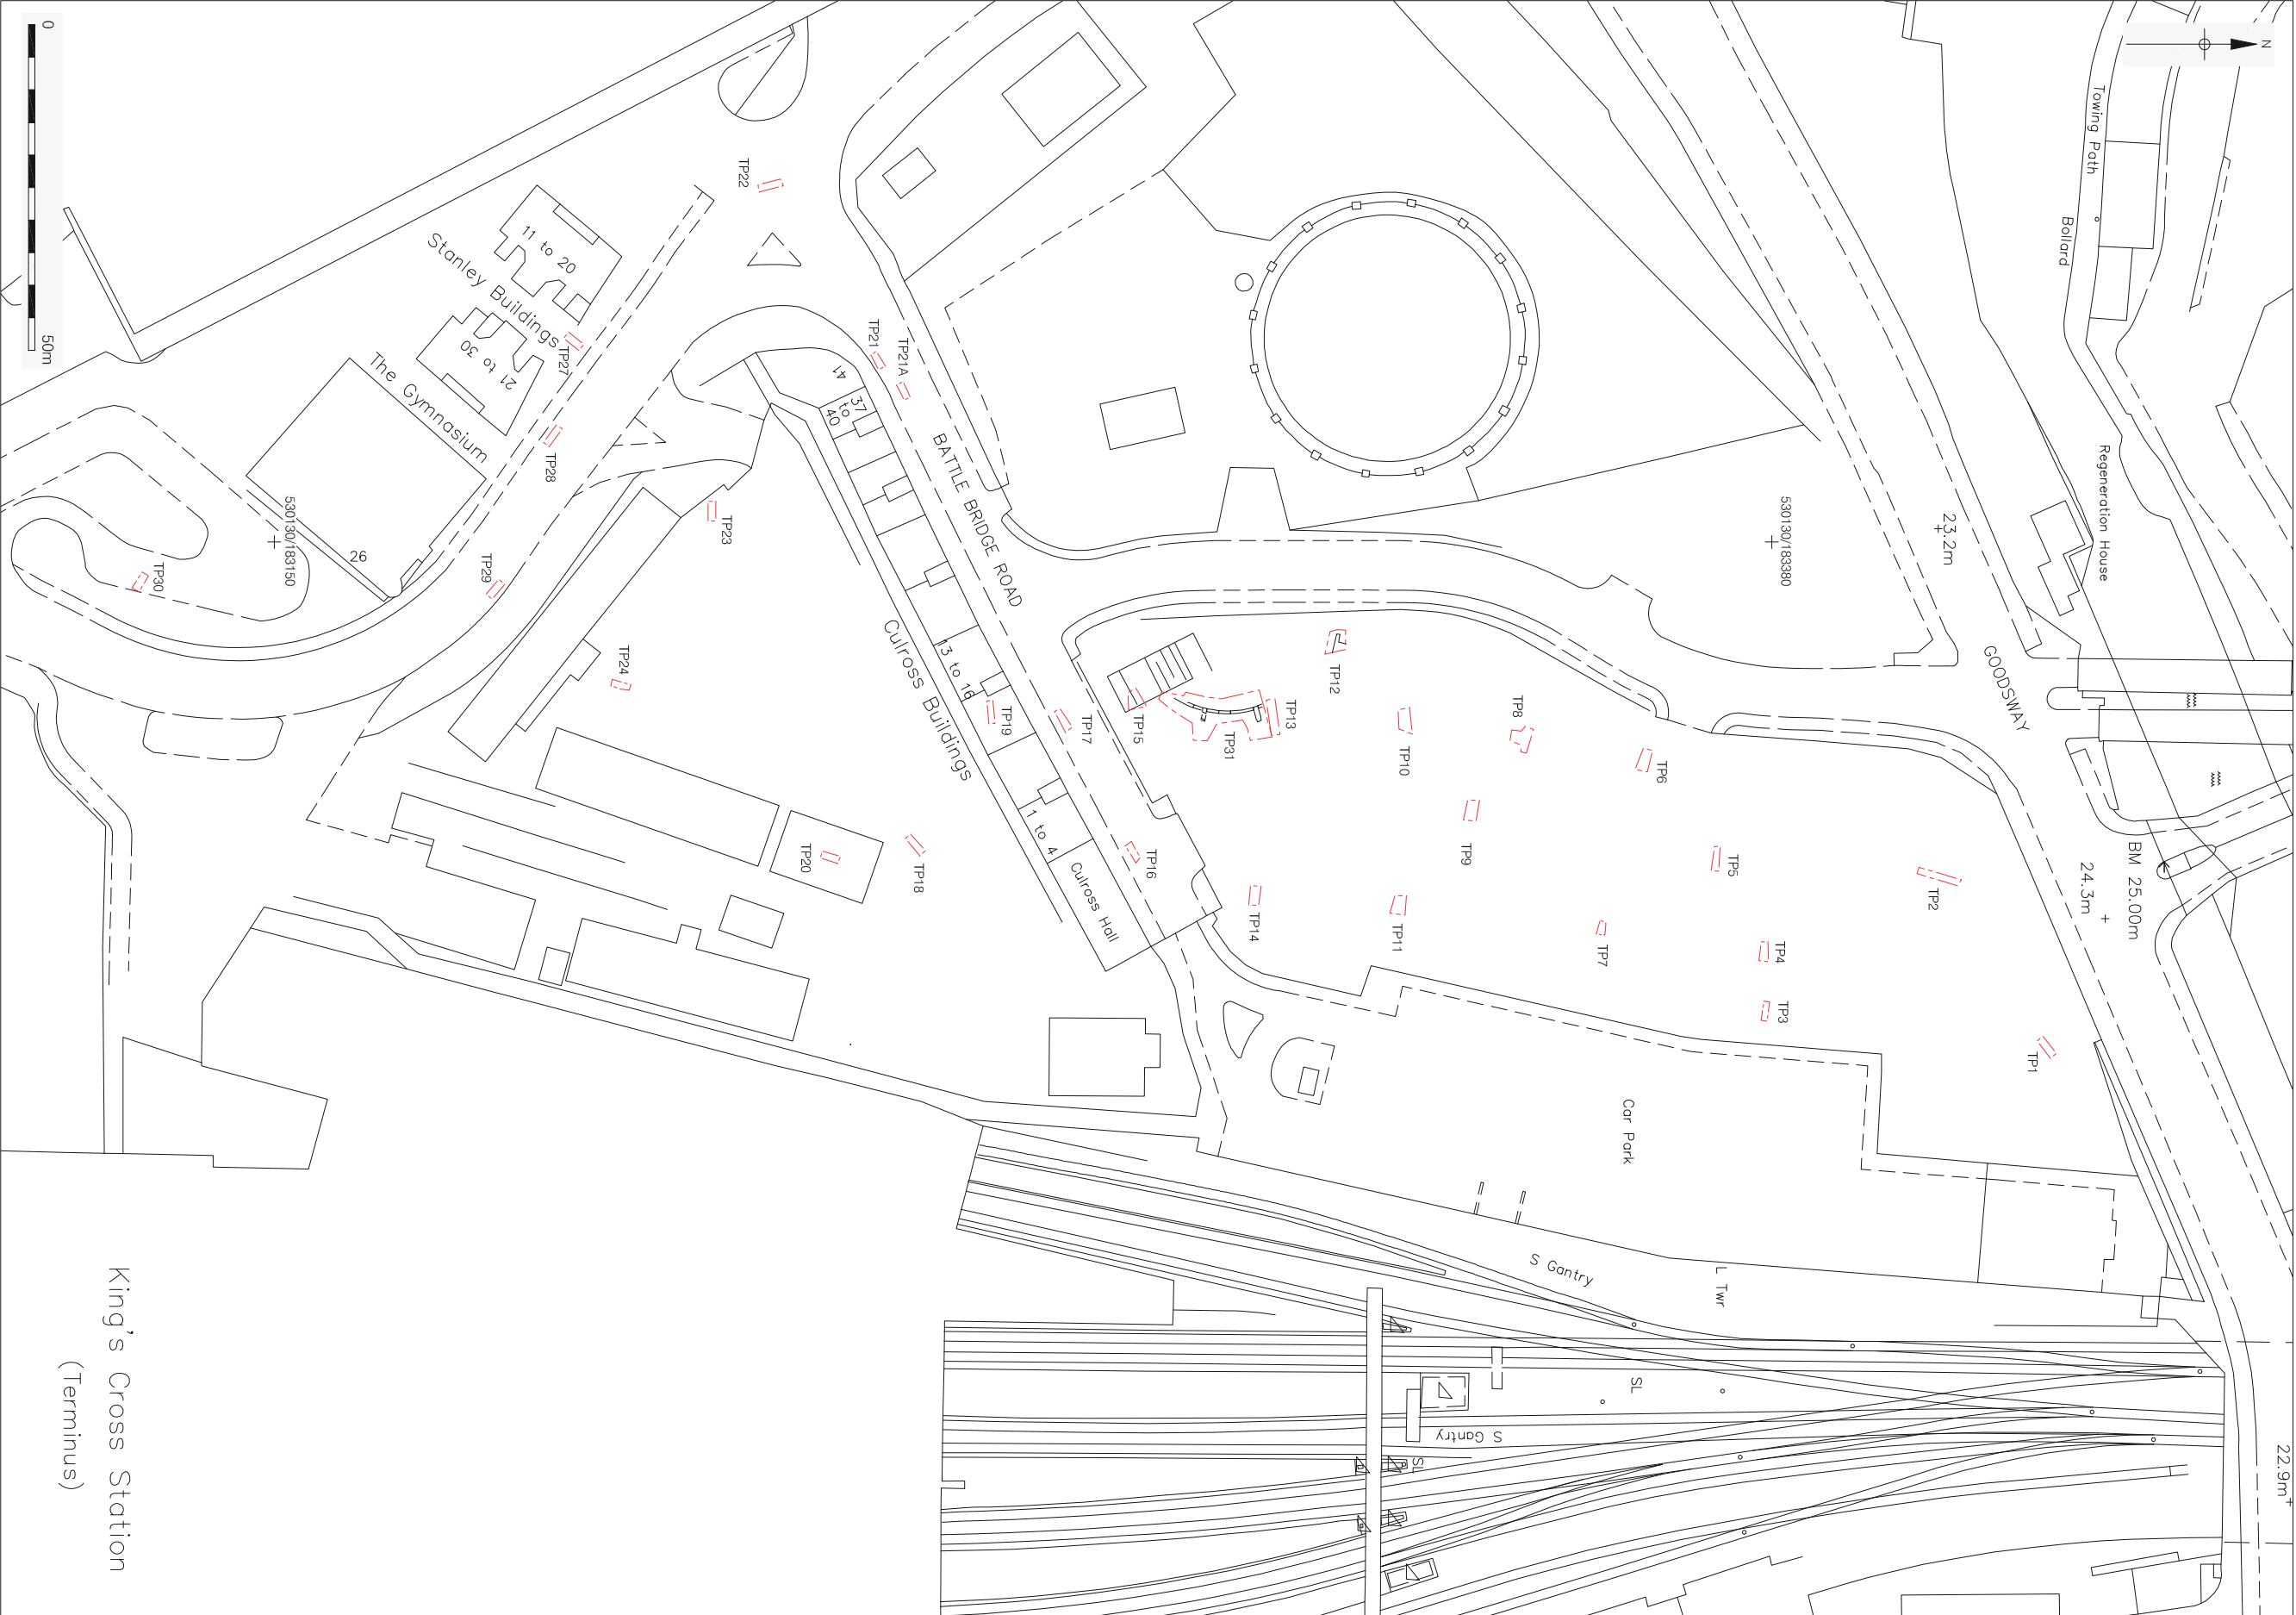 0
50m
N
Towing Path
Bollard
Regeneration House
530130/183380
23.2m
GOODSWAY
BM 25.00m
24.3m
22.9m
TP22
11 to 20
Stanley Buildings
21 to 30
TP27
The Gymnasium
TP28
26
530130/183150
TP30
TP29
TP21
TP21A
41
37
to
40
BATTLE BRIDGE ROAD
TP23
TP24
Culross Buildings
13 to 16
TP19
TP17
TP15
TP31
TP13
TP12
TP10
TP8
TP6
TP9
TP5
TP2
1 to 4
Culross Hall
TP16
TP20
TP18
TP14
TP11
TP7
TP4
TP3
TP1
Car Park
S Gantry
L Twr
SL
S Gantry
SL
King's Cross Station
(Terminus)